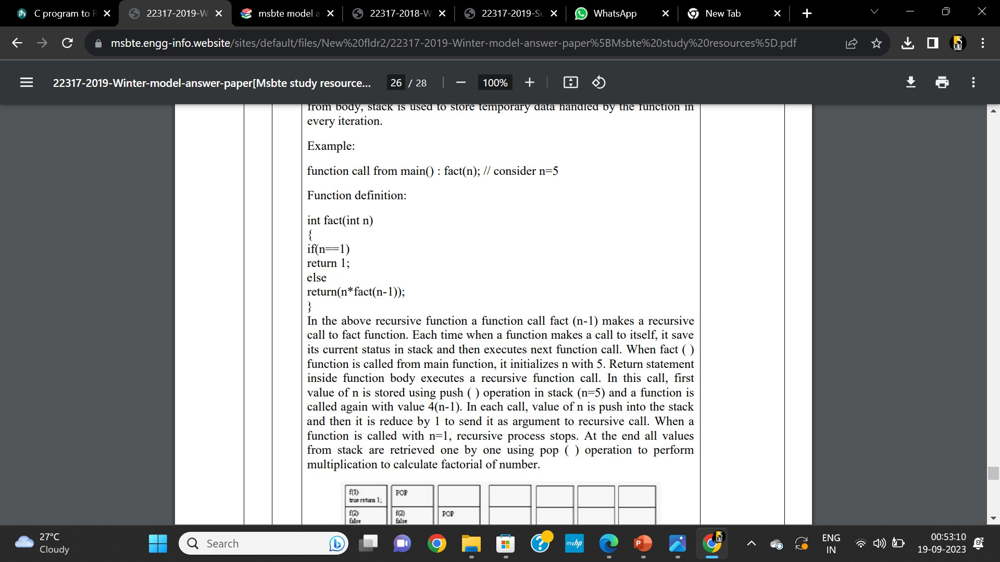 C program to R
22317-2019-W
msbte model a
22317-2018-W
22317-2019-Su
WhatsApp
New Tab
msbte.engg-info.website/sites/default/files/New%20fldr2/22317-2019-Winter-model-answer-paper%5BMsbte%20study%20resources%5D.pdf
22317-2019-Winter-model-answer-paper[Msbte study resource...
26 / 28
100%
from body, stack is used to store temporary data handled by the function in
every iteration.
Example:
function call from main() : fact(n); // consider n=5
Function definition:
int fact(int n)
{
if(n==1)
return 1;
else
return(n*fact(n-1));
}
In the above recursive function a function call fact (n-1) makes a recursive
call to fact function. Each time when a function makes a call to itself, it save
its current status in stack and then executes next function call. When fact ( )
function is called from main function, it initializes n with 5. Return statement
inside function body executes a recursive function call. In this call, first
value of n is stored using push ( ) operation in stack (n=5) and a function is
called again with value 4(n-1). In each call, value of n is push into the stack
and then it is reduce by 1 to send it as argument to recursive call. When a
function is called with n=1, recursive process stops. At the end all values
from stack are retrieved one by one using pop ( ) operation to perform
multiplication to calculate factorial of number.
f(1)
true return 1;
POP
f(2)
false
f(2)
false
POP
27°C
Cloudy
Search
myhp
ENG
IN
00:53:10
19-09-2023